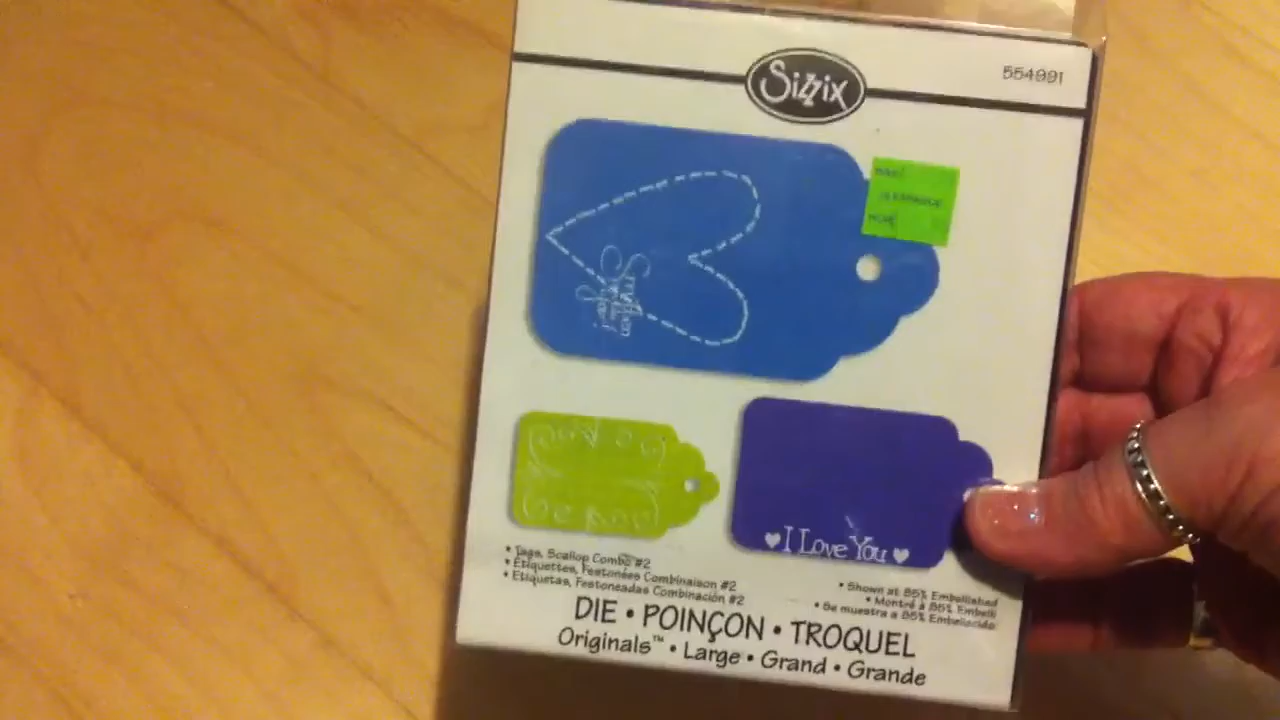 Sizzix
554991
I Love You
• Tags, Scallop Combo #2
• Étiquettes, Festonées Combinaison #2
• Etiquetas, Festoneadas Combinación #2
• Shown at 85% Embellished
• Montré à 85% Embelli
• Se muestra a 85% Embellecido
DIE • POINÇON • TROQUEL
Originals™ • Large • Grand • Grande